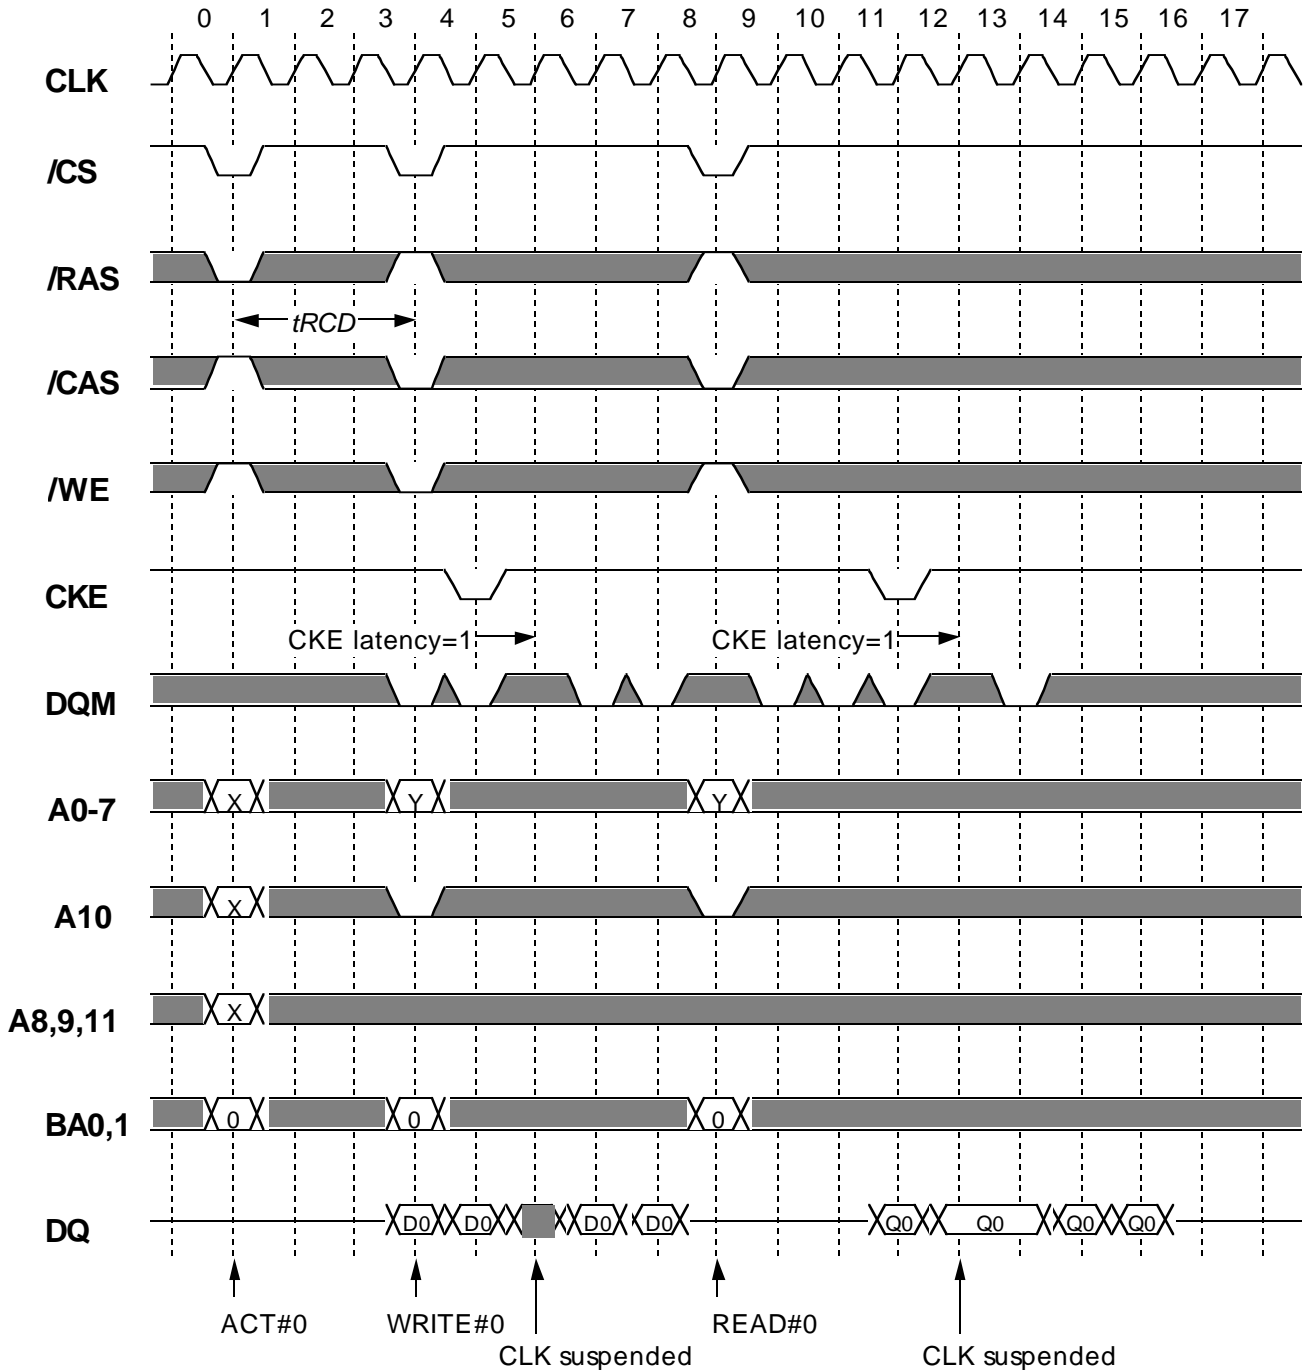 0 1 2 3 4 5 6 7 8 9 10 11 12 13 14 15 16 17
CLK
/CS
/RAS
tRCD
/CAS
/WE
CKE
CKE latency=1 CKE latency=1
DQM
A0-7 X Y Y
A10 X
A8,9,11 X
BA0,1 0 0 0
DQ D0 D0 D0 D0 Q0 Q0 Q0 Q0
ACT#0 WRITE#0 READ#0
CLK suspended CLK suspended